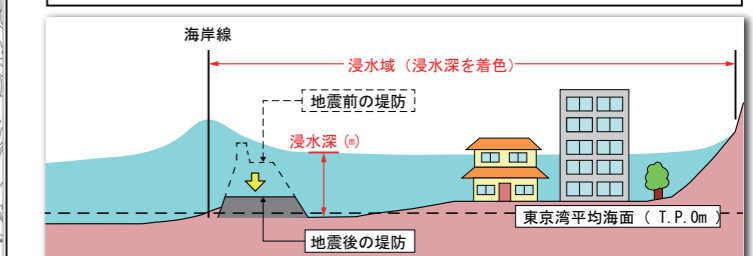 海岸線
浸水域（浸水深を着色）
地震前の堤防
浸水深(m)
東京湾平均海面（ T.P.0m ）
地震後の堤防